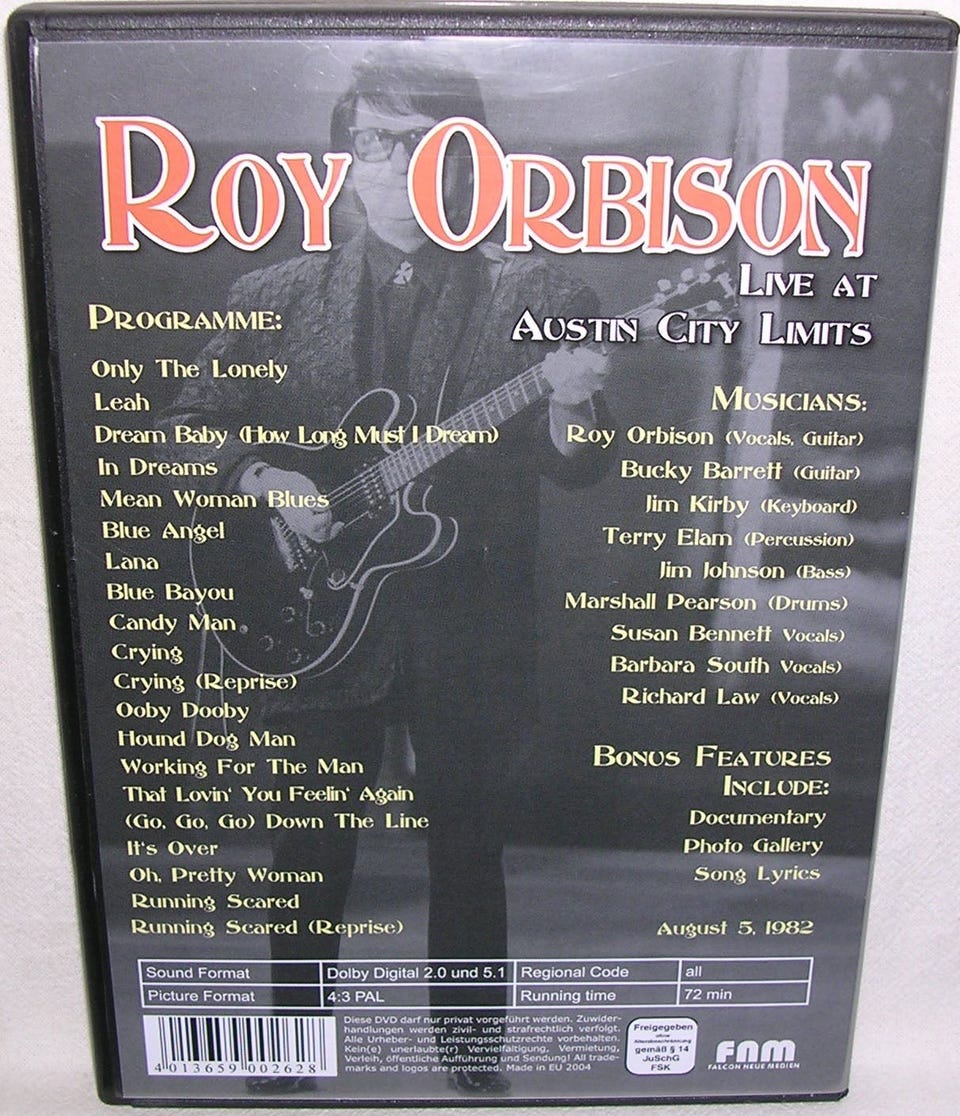 Roy Orbison
Live at
Austin City Limits
Programme:
Only The Lonely
Leah
Dream Baby (How Long Must I Dream)
In Dreams
Mean Woman Blues
Blue Angel
Lana
Blue Bayou
Candy Man
Crying
Crying (Reprise)
Ooby Dooby
Hound Dog Man
Working For The Man
That Lovin' You Feelin' Again
(Go, Go, Go) Down The Line
It's Over
Oh, Pretty Woman
Running Scared
Running Scared (Reprise)
Musicians:
Roy Orbison (Vocals, Guitar)
Bucky Barrett (Guitar)
Jim Kirby (Keyboard)
Terry Elam (Percussion)
Jim Johnson (Bass)
Marshall Pearson (Drums)
Susan Bennett Vocals)
Barbara South Vocals)
Richard Law (Vocals)
Bonus Features
Include:
Documentary
Photo Gallery
Song Lyrics
August 5, 1982
Sound Format Dolby Digital 2.0 und 5.1 Regional Code all
Picture Format 4:3 PAL Running time 72 min
4 013659 002628
Diese DVD darf nur privat vorgeführt werden. Zuwider-
handlungen werden zivil- und strafrechtlich verfolgt.
Alle Urheber- und Leistungsschutzrechte vorbehalten.
Kein(e) unerlaubte(r) Vervielfältigung, Vermietung,
Verleih, öffentliche Aufführung und Sendung! All trade-
marks and logos are protected. Made in EU 2004
Freigegeben
ohne
Altersbeschränkung
gemäß § 14
JuSchG
FSK
fnm
FALCON NEUE MEDIEN